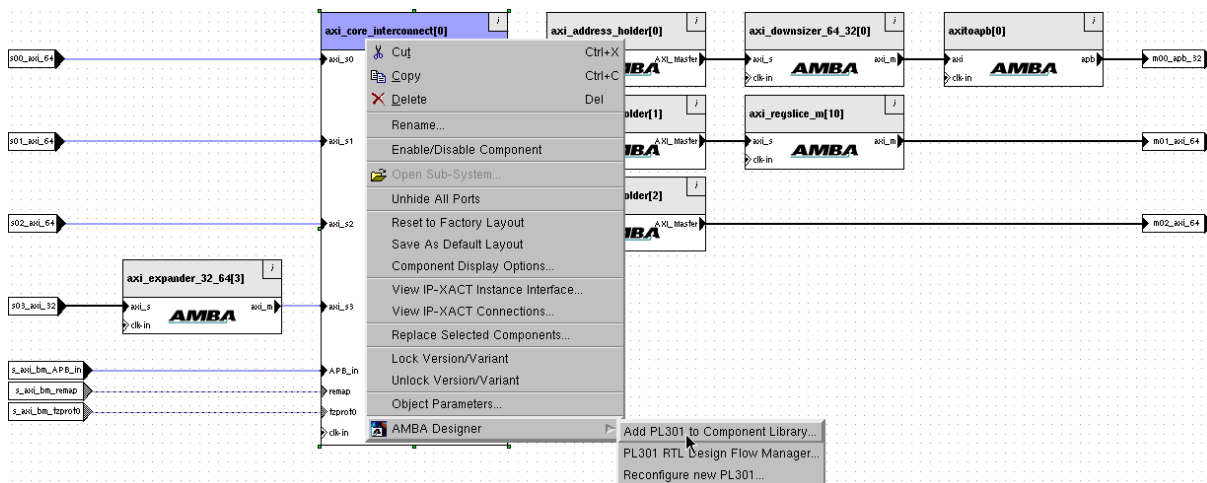 axi_core_interconnect[0] i
axi_address_holder[0] i
axi_downsizer_64_32[0] i
axitoapb[0] i
s00_axi_64
axi_s0
AXI_Master
axi_s
axi_m
AMBA
clk-in
axi
apb
AMBA
clk-in
m00_apb_32
Cut Ctrl+X
Copy Ctrl+C
Delete Del
Rename...
Enable/Disable Component
Open Sub-System...
Unhide All Ports
Reset to Factory Layout
Save As Default Layout
Component Display Options...
View IP-XACT Instance Interface...
View IP-XACT Connections...
Replace Selected Components...
Lock Version/Variant
Unlock Version/Variant
Object Parameters...
AMBA Designer
Add PL301 to Component Library...
PL301 RTL Design Flow Manager...
Reconfigure new PL301...
older[1] i
axi_regslice_m[10] i
s01_axi_64
axi_s1
BA
AXI_Master
axi_s
axi_m
AMBA
clk-in
m01_axi_64
older[2] i
s02_axi_64
axi_s2
BA
AXI_Master
m02_axi_64
axi_expander_32_64[3] i
s03_axi_32
axi_s
axi_m
AMBA
clk-in
axi_s3
s_axi_bm_APB_in
APB_in
s_axi_bm_remap
remap
s_axi_bm_tzprot0
tzprot0
clk-in